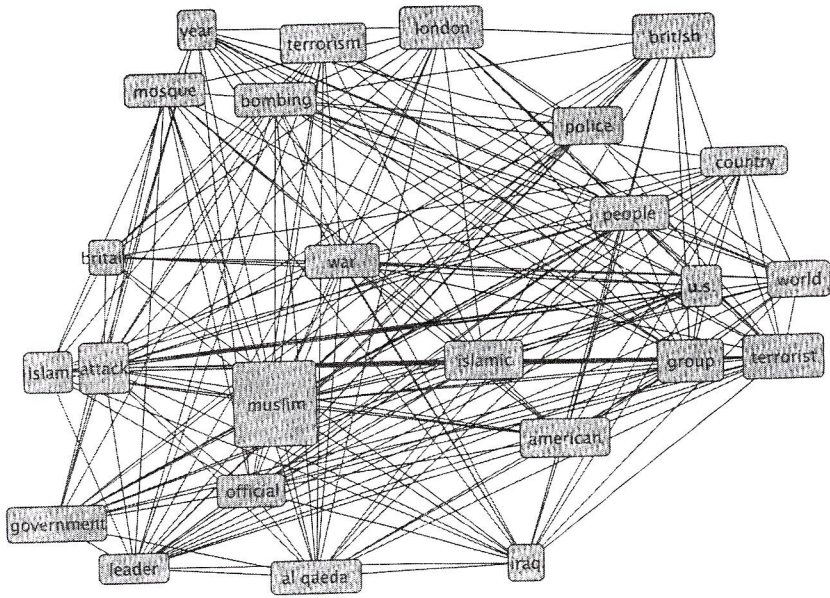 year
terrorism
london
british
mosque
bombing
police
country
people
britai
war
u.s.
world
islam
attack
muslim
islamic
group
terrorist
american
official
government
leader
al qaeda
iraq